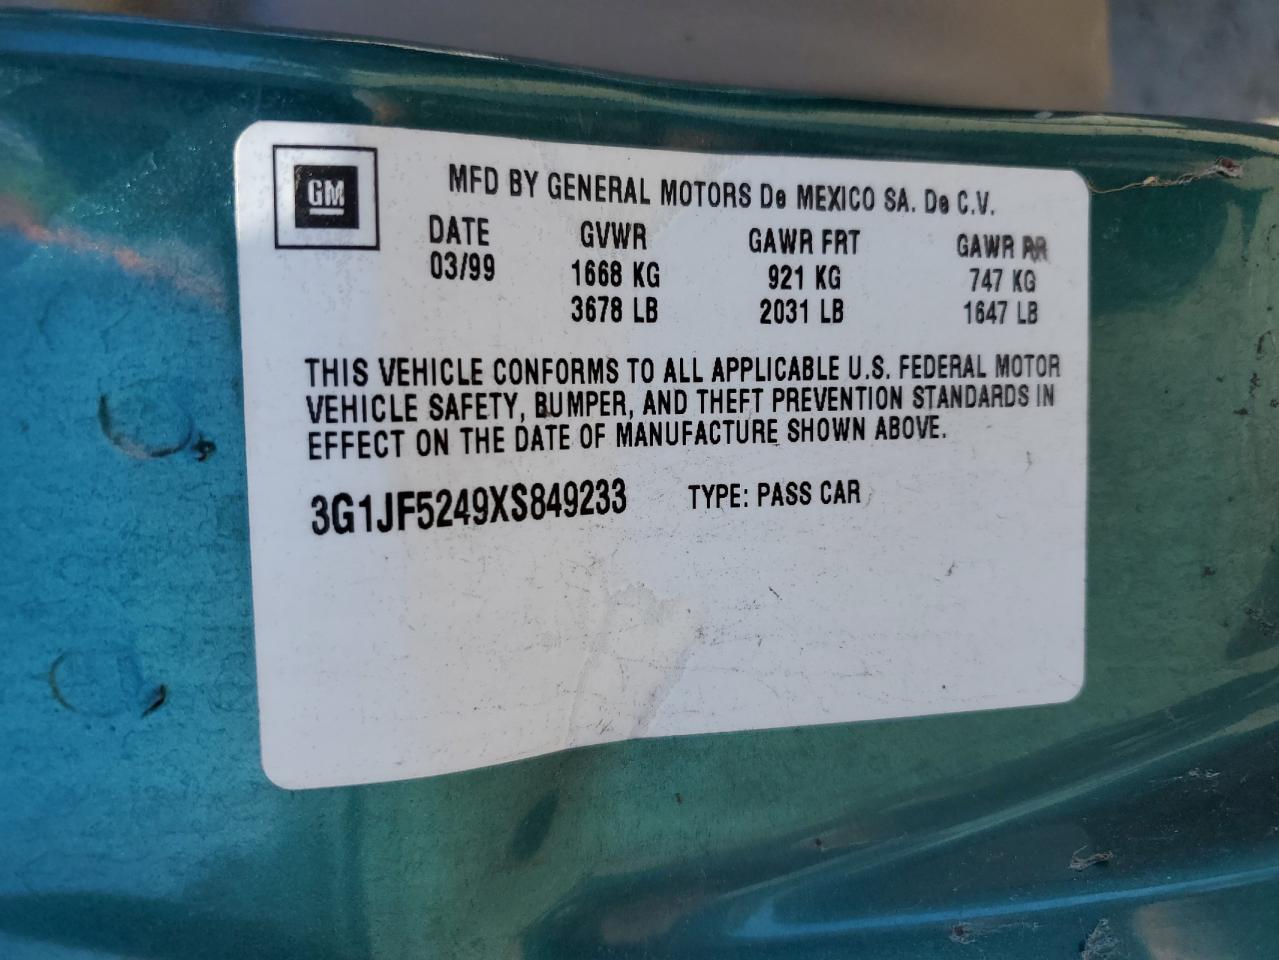 GM
MFD BY GENERAL MOTORS De MEXICO SA. De C.V.
DATE GVWR GAWR FRT GAWR RR
03/99 1668 KG 921 KG 747 KG
3678 LB 2031 LB 1647 LB
THIS VEHICLE CONFORMS TO ALL APPLICABLE U.S. FEDERAL MOTOR
VEHICLE SAFETY, BUMPER, AND THEFT PREVENTION STANDARDS IN
EFFECT ON THE DATE OF MANUFACTURE SHOWN ABOVE.
3G1JF5249XS849233 TYPE: PASS CAR